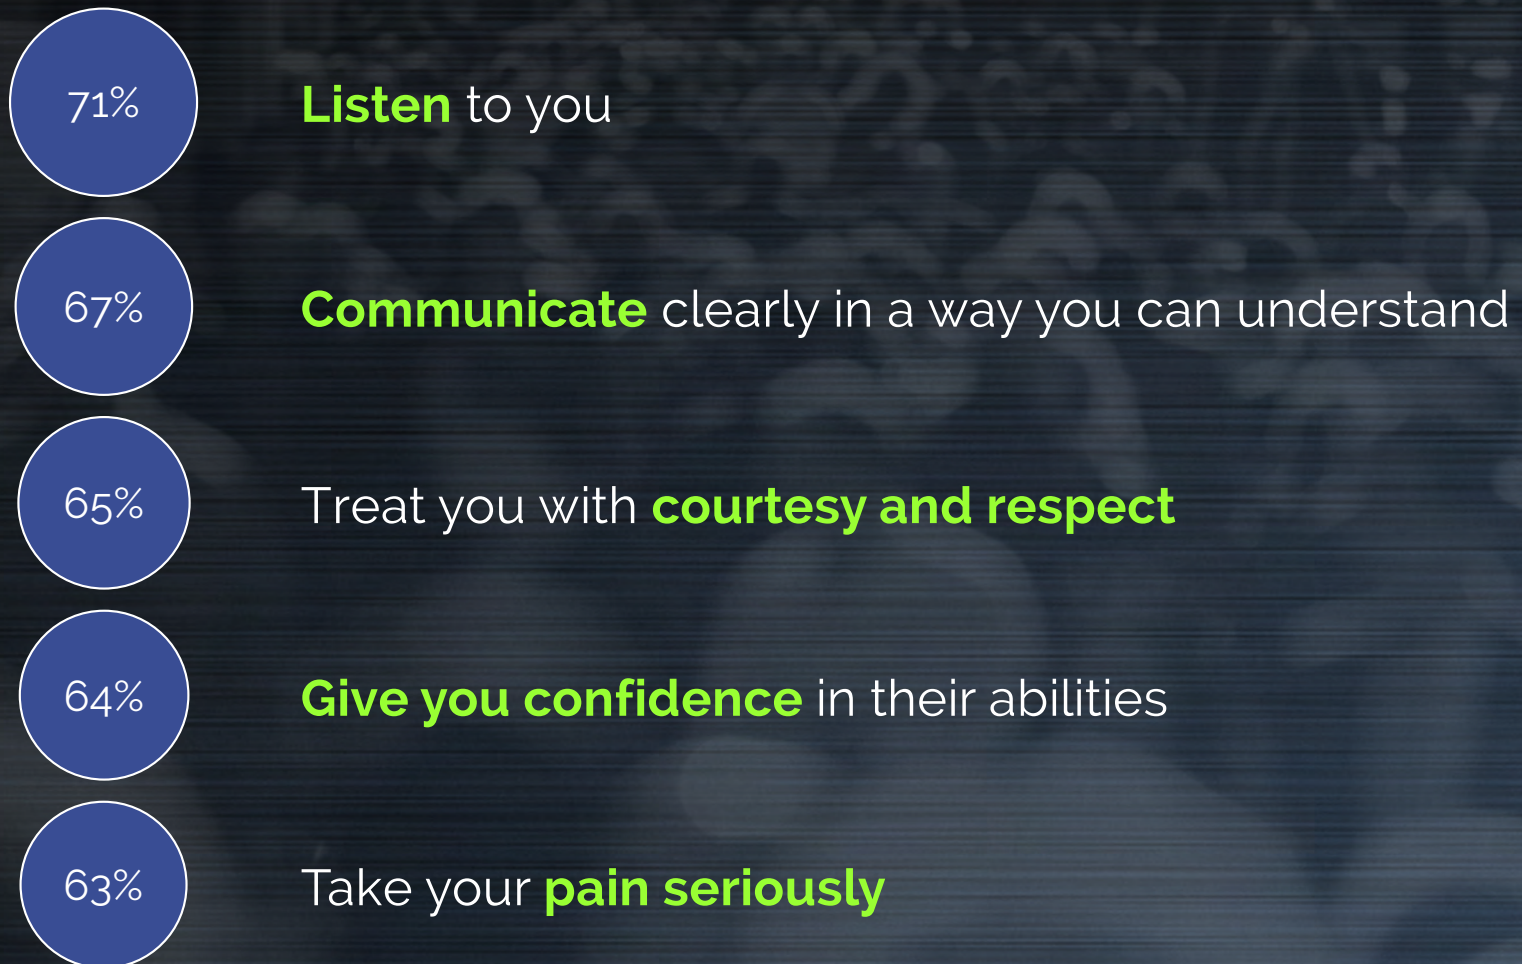 71%
Listen to you
67%
Communicate clearly in a way you can understand
65%
Treat you with courtesy and respect
64%
Give you confidence in their abilities
63%
Take your pain seriously